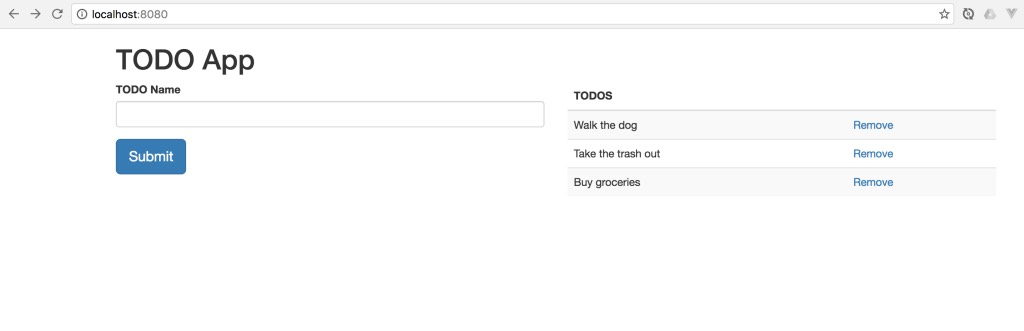 localhost:8080
TODO App
TODO Name
Submit
TODOS
Walk the dog Remove
Take the trash out Remove
Buy groceries Remove